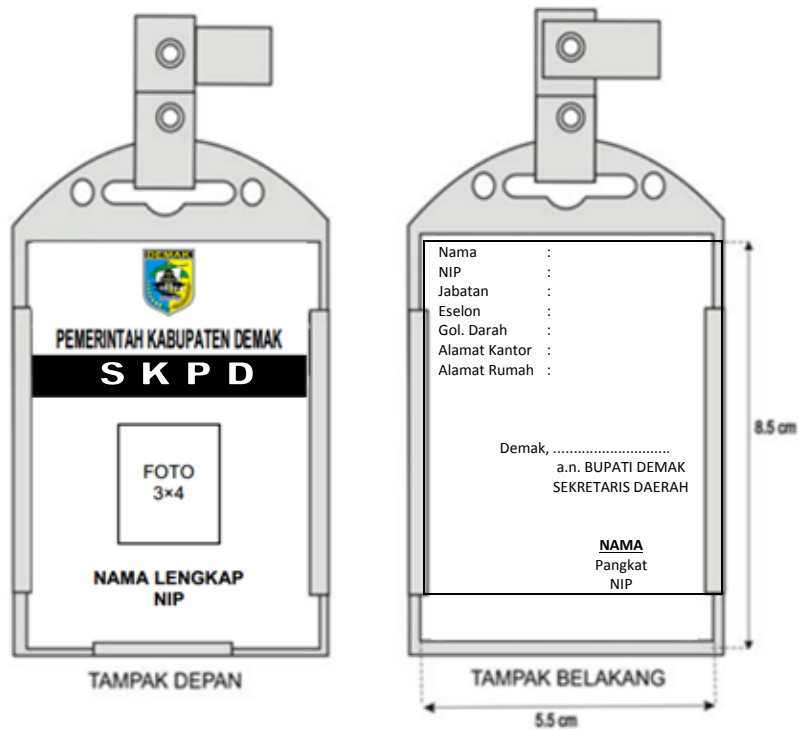 DEMAK
PEMERINTAH KABUPATEN DEMAK
S K P D
FOTO
3×4
NAMA LENGKAP
NIP
TAMPAK DEPAN
Nama :
NIP :
Jabatan :
Eselon :
Gol. Darah :
Alamat Kantor :
Alamat Rumah :
Demak, ............................
a.n. BUPATI DEMAK
SEKRETARIS DAERAH
NAMA
Pangkat
NIP
8.5 cm
TAMPAK BELAKANG
5.5 cm